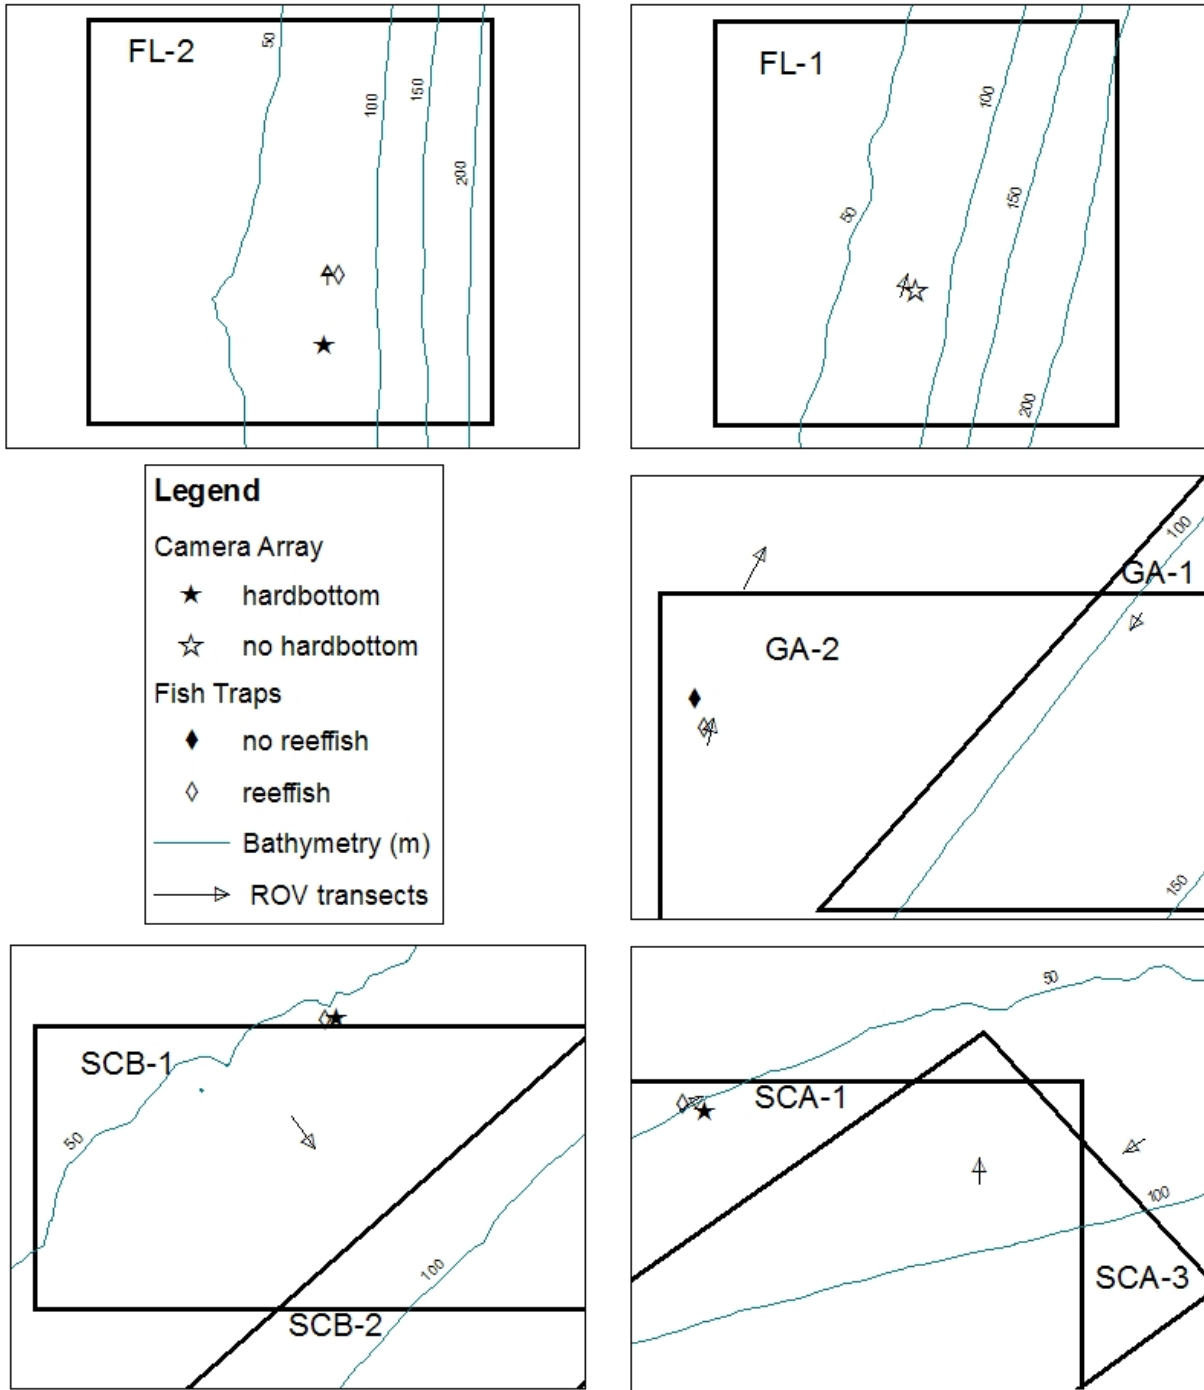 FL-2
50
100
150
200
FL-1
50
100
150
200
Legend
Camera Array
hardbottom
no hardbottom
Fish Traps
no reeffish
reeffish
Bathymetry (m)
ROV transects
GA-1
GA-2
100
150
SCB-1
50
100
SCB-2
50
SCA-1
100
SCA-3